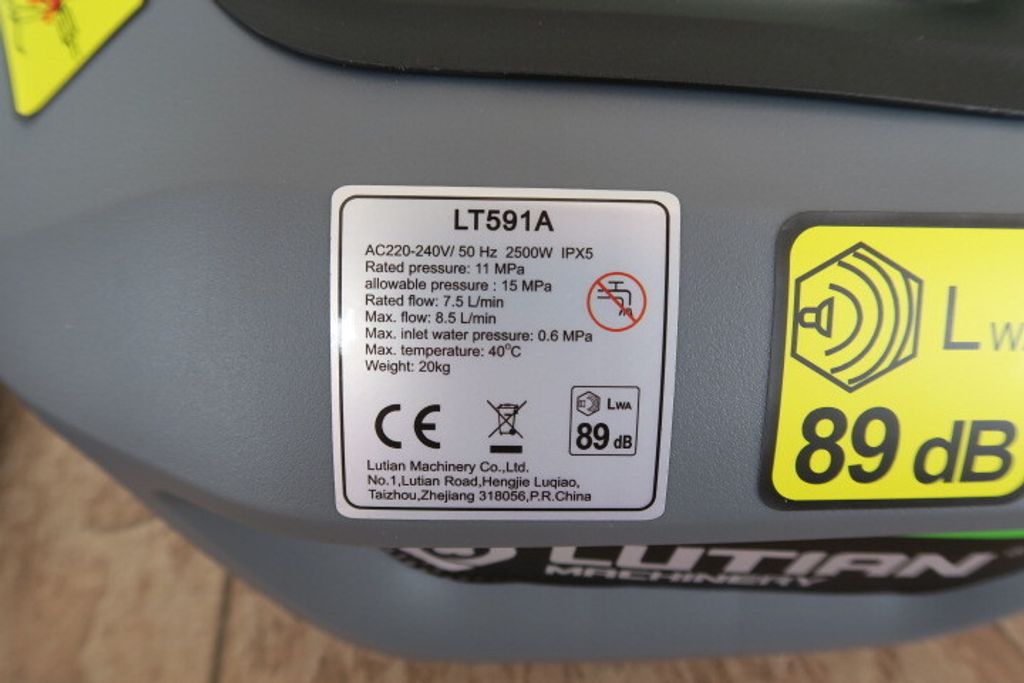 LT591A
AC220-240V/ 50 Hz 2500W IPX5
Rated pressure: 11 MPa
allowable pressure : 15 MPa
Rated flow: 7.5 L/min
Max. flow: 8.5 L/min
Max. inlet water pressure: 0.6 MPa
Max. temperature: 40°C
Weight: 20kg
CE
LWA
89 dB
Lutian Machinery Co.,Ltd.
No.1,Lutian Road,Hengjie Luqiao,
Taizhou,Zhejiang 318056,P.R.China
LWA
89 dB
LUTIAN
MACHINERY